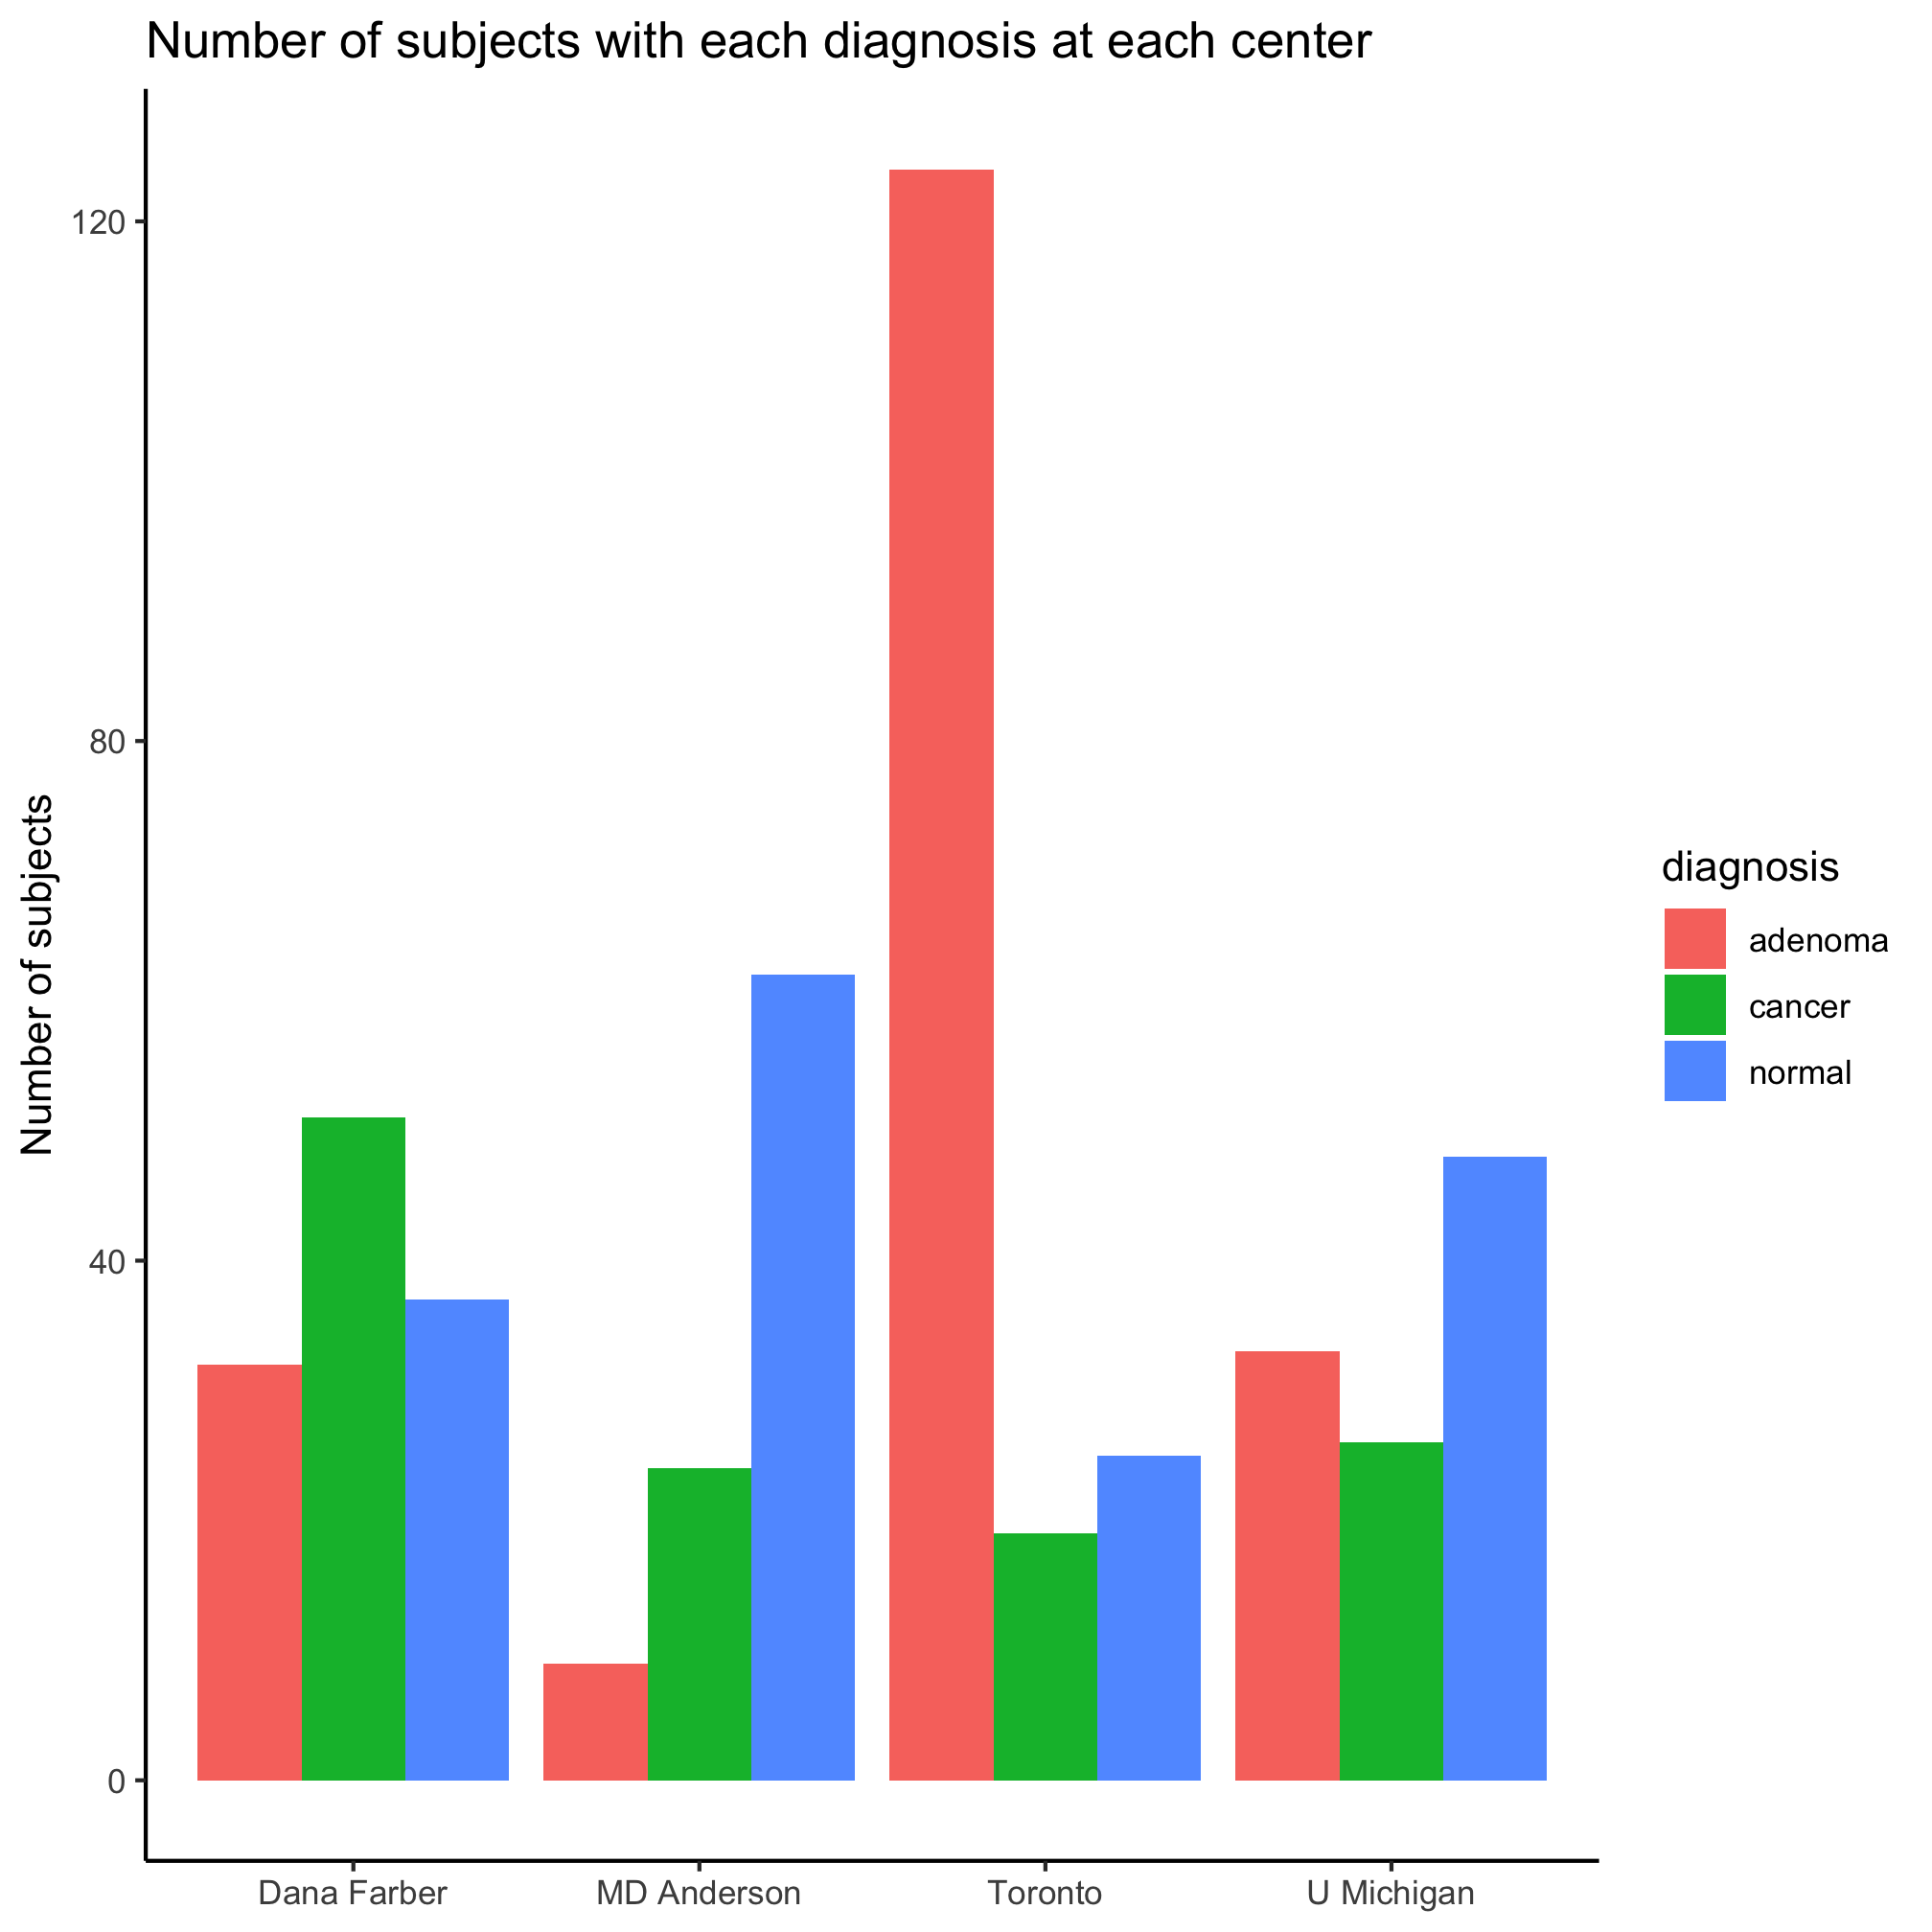 Number of subjects with each diagnosis at each center
Number of subjects
120
80
40
0
Dana Farber
MD Anderson
Toronto
U Michigan
diagnosis
adenoma
cancer
normal